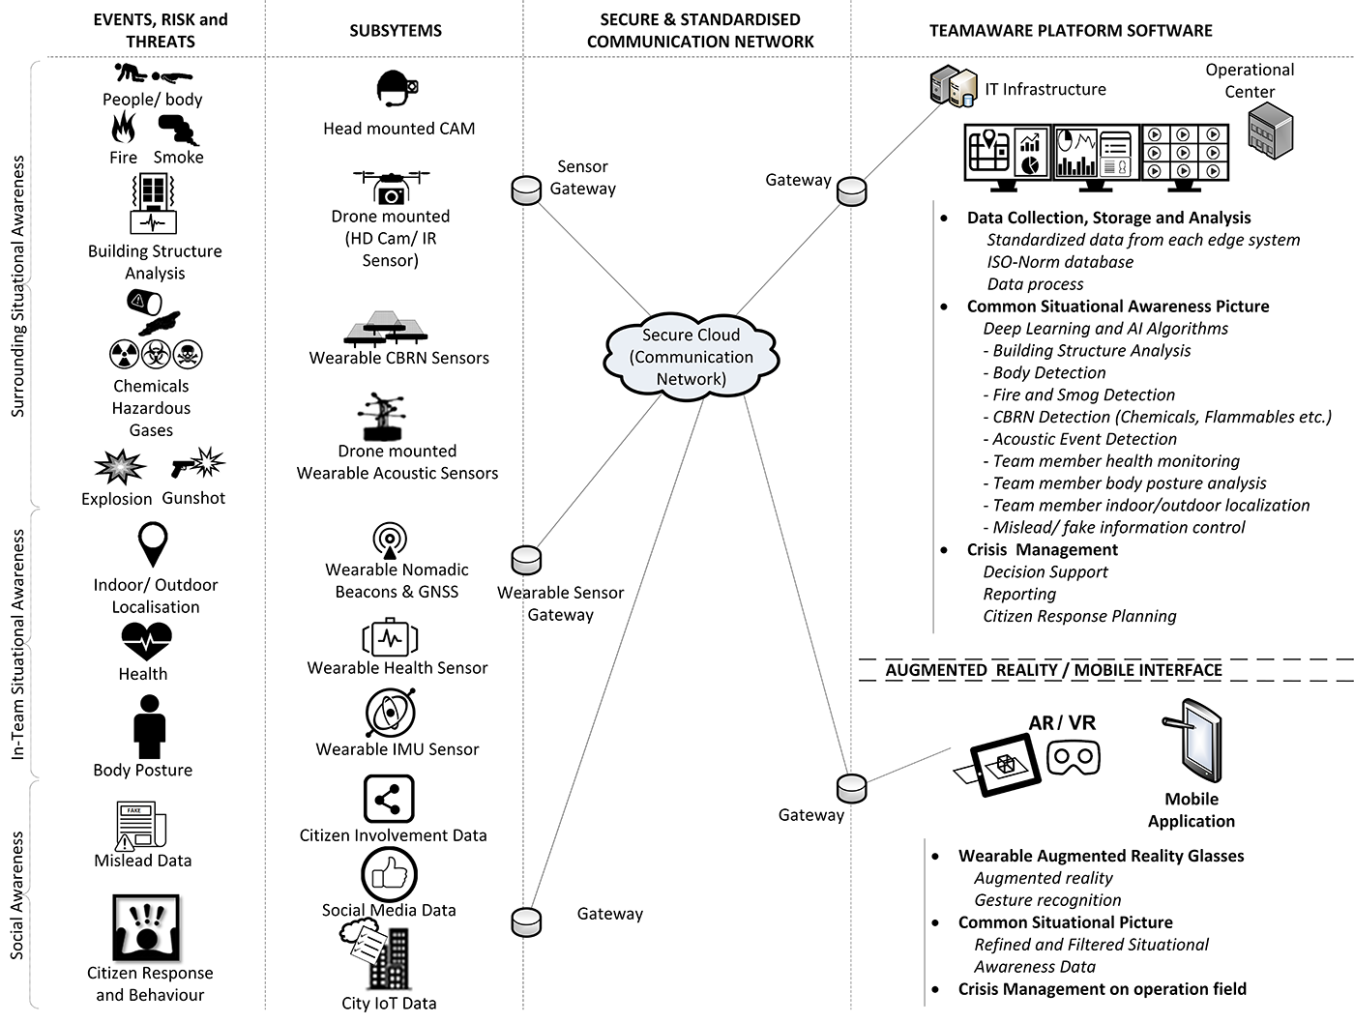 EVENTS, RISK and
THREATS
SUBSYTEMS
SECURE & STANDARDISED
COMMUNICATION NETWORK
TEAMAWARE PLATFORM SOFTWARE
Surrounding Situational Awareness
People/ body
Fire
Smoke
Building Structure
Analysis
Chemicals
Hazardous
Gases
Explosion
Gunshot
In-Team Situational Awareness
Indoor/ Outdoor
Localisation
Health
Body Posture
Social Awareness
FAKE
Mislead Data
Citizen Response
and Behaviour
Head mounted CAM
Drone mounted
(HD Cam/ IR
Sensor)
Wearable CBRN Sensors
Drone mounted
Wearable Acoustic Sensors
Wearable Nomadic
Beacons & GNSS
Wearable Health Sensor
Wearable IMU Sensor
Citizen Involvement Data
Social Media Data
City IoT Data
Sensor
Gateway
Gateway
Secure Cloud
(Communication
Network)
Wearable Sensor
Gateway
Gateway
Gateway
IT Infrastructure
Operational
Center
• Data Collection, Storage and Analysis
Standardized data from each edge system
ISO-Norm database
Data process
• Common Situational Awareness Picture
Deep Learning and AI Algorithms
- Building Structure Analysis
- Body Detection
- Fire and Smog Detection
- CBRN Detection (Chemicals, Flammables etc.)
- Acoustic Event Detection
- Team member health monitoring
- Team member body posture analysis
- Team member indoor/outdoor localization
- Mislead/ fake information control
• Crisis Management
Decision Support
Reporting
Citizen Response Planning
AUGMENTED REALITY / MOBILE INTERFACE
AR / VR
Mobile
Application
• Wearable Augmented Reality Glasses
Augmented reality
Gesture recognition
• Common Situational Picture
Refined and Filtered Situational
Awareness Data
• Crisis Management on operation field